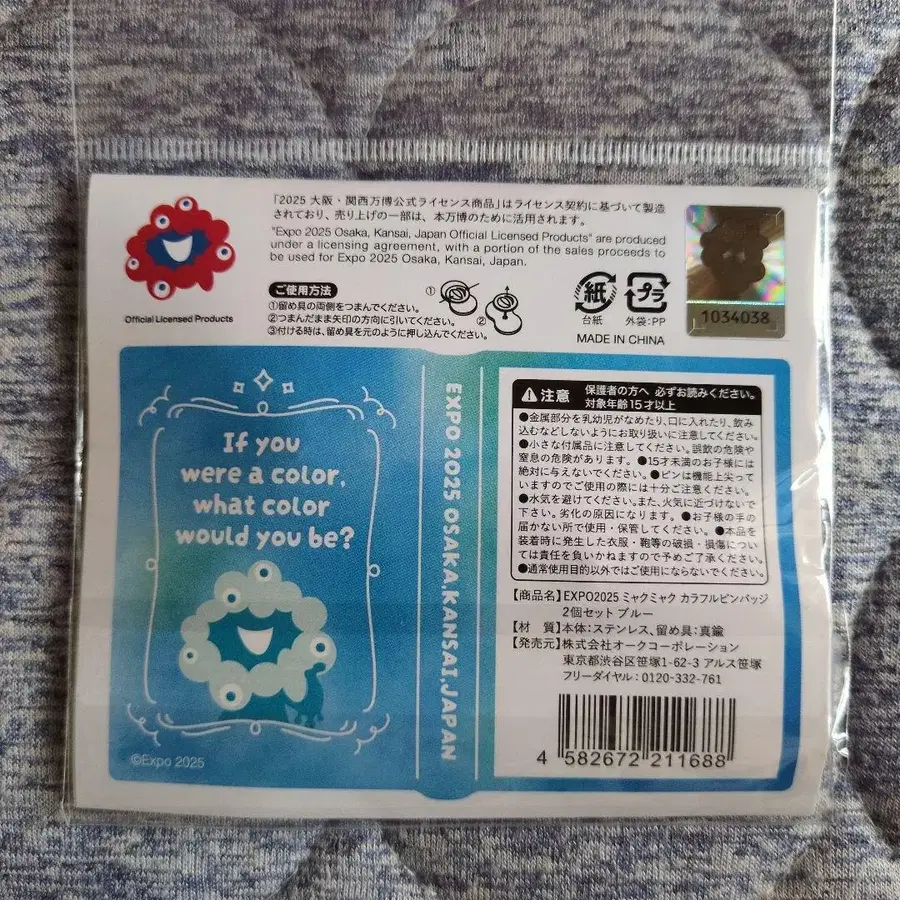 「2025 大阪・関西万博公式ライセンス商品」はライセンス契約に基づいて製造
されており、売り上げの一部は、本万博のために活用されます。
"Expo 2025 Osaka, Kansai, Japan Official Licensed Products" are produced
under a licensing agreement, with a portion of the sales proceeds to
be used for Expo 2025 Osaka, Kansai, Japan.
Official Licensed Products
ご使用方法
①留め具の両側をつまんでください。
②つまんだまま矢印の方向に引いてください。
③付ける時は、留め具を元のように押し込んでください。
①
②
紙
台紙
プラ
外袋:PP
MADE IN CHINA
1034038
If you
were a color,
what color
would you be?
©Expo 2025
EXPO 2025 OSAKA,KANSAI,JAPAN
注意 保護者の方へ 必ずお読みください。
対象年齢15才以上
●金属部分を乳幼児がなめたり、口に入れたり、飲み
込むなどしないようにお取り扱いに注意してください。
●小さな付属品に注意してください。誤飲の危険や
窒息の危険があります。●15才未満のお子様には
絶対に与えないでください。●ピンは機能上尖って
いますのでご使用の際には十分ご注意ください。
●水気を避けてください。また、火気に近づけないで
下さい。劣化の原因になります。●お子様の手の
届かない所で使用・保管してください。●本品を
装着時に発生した衣服・鞄等の破損・損傷につい
ては責任を負いかねますので予めご了承ください。
●通常使用目的以外ではご使用にならないでください。
【商品名】EXPO2025 ミャクミャク カラフルピンバッジ
2個セット ブルー
【材 質】本体:ステンレス、留め具:真鍮
【発売元】株式会社オークコーポレーション
東京都渋谷区笹塚1-62-3 アルス笹塚
フリーダイヤル:0120-332-761
4 582672 211688